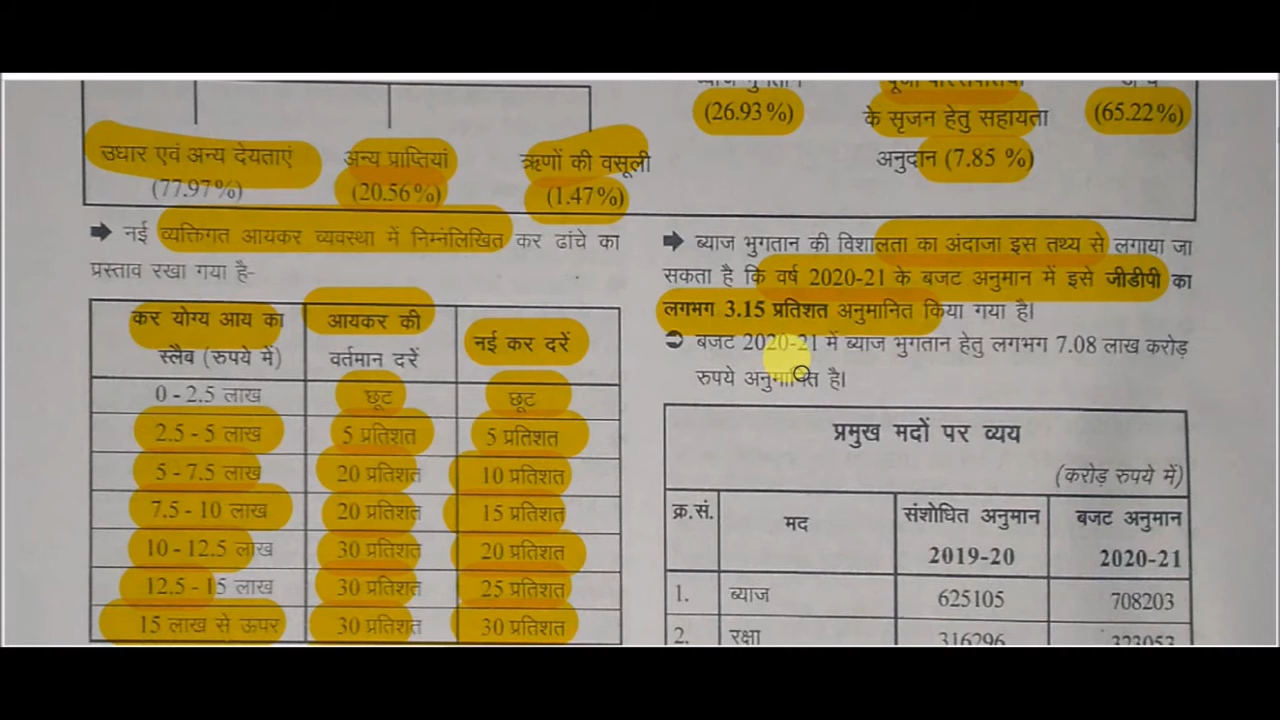 उधार एवं अन्य देयताएं
(77.97%)
अन्य प्राप्तियां
(20.56%)
ऋणों की वसूली
(1.47%)
(26.93%)
के सृजन हेतु सहायता
अनुदान (7.85 %)
(65.22%)
➔ नई व्यक्तिगत आयकर व्यवस्था में निम्नंलिखित कर ढांचे का
प्रस्ताव रखा गया है-
कर योग्य आय का स्लैब (रुपये में) आयकर की वर्तमान दरें नई कर दरें
0 - 2.5 लाख छूट छूट
2.5 - 5 लाख 5 प्रतिशत 5 प्रतिशत
5 - 7.5 लाख 20 प्रतिशत 10 प्रतिशत
7.5 - 10 लाख 20 प्रतिशत 15 प्रतिशत
10 - 12.5 लाख 30 प्रतिशत 20 प्रतिशत
12.5 - 15 लाख 30 प्रतिशत 25 प्रतिशत
15 लाख से ऊपर 30 प्रतिशत 30 प्रतिशत
➔ ब्याज भुगतान की विशालता का अंदाजा इस तथ्य से लगाया जा
सकता है कि वर्ष 2020-21 के बजट अनुमान में इसे जीडीपी का
लगभग 3.15 प्रतिशत अनुमानित किया गया है।
➲ बजट 2020-21 में ब्याज भुगतान हेतु लगभग 7.08 लाख करोड़
रुपये अनुमानित है।
प्रमुख मदों पर व्यय
(करोड़ रुपये में)
क्र.सं. मद संशोधित अनुमान 2019-20 बजट अनुमान 2020-21
1. ब्याज 625105 708203
2. रक्षा 316296 323053